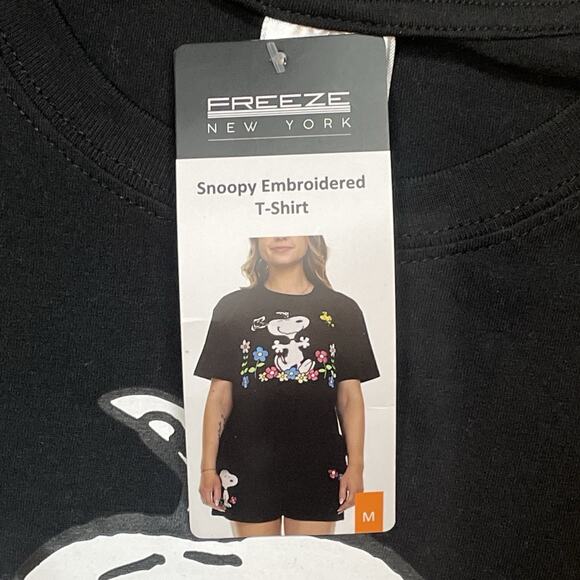 FREEZE
NEW YORK
Snoopy Embroidered
T-Shirt
M